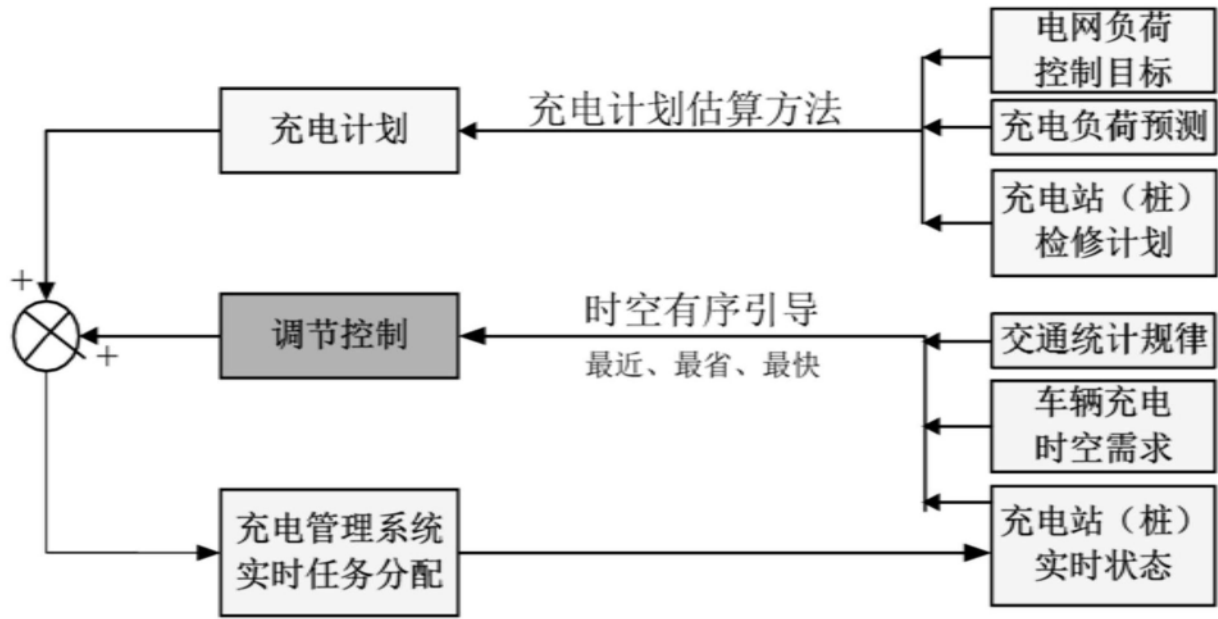 电网负荷
控制目标
充电计划
充电计划估算方法
充电负荷预测
充电站（桩）
检修计划
+
调节控制
时空有序引导
最近、最省、最快
+
交通统计规律
车辆充电
时空需求
充电管理系统
实时任务分配
充电站（桩）
实时状态